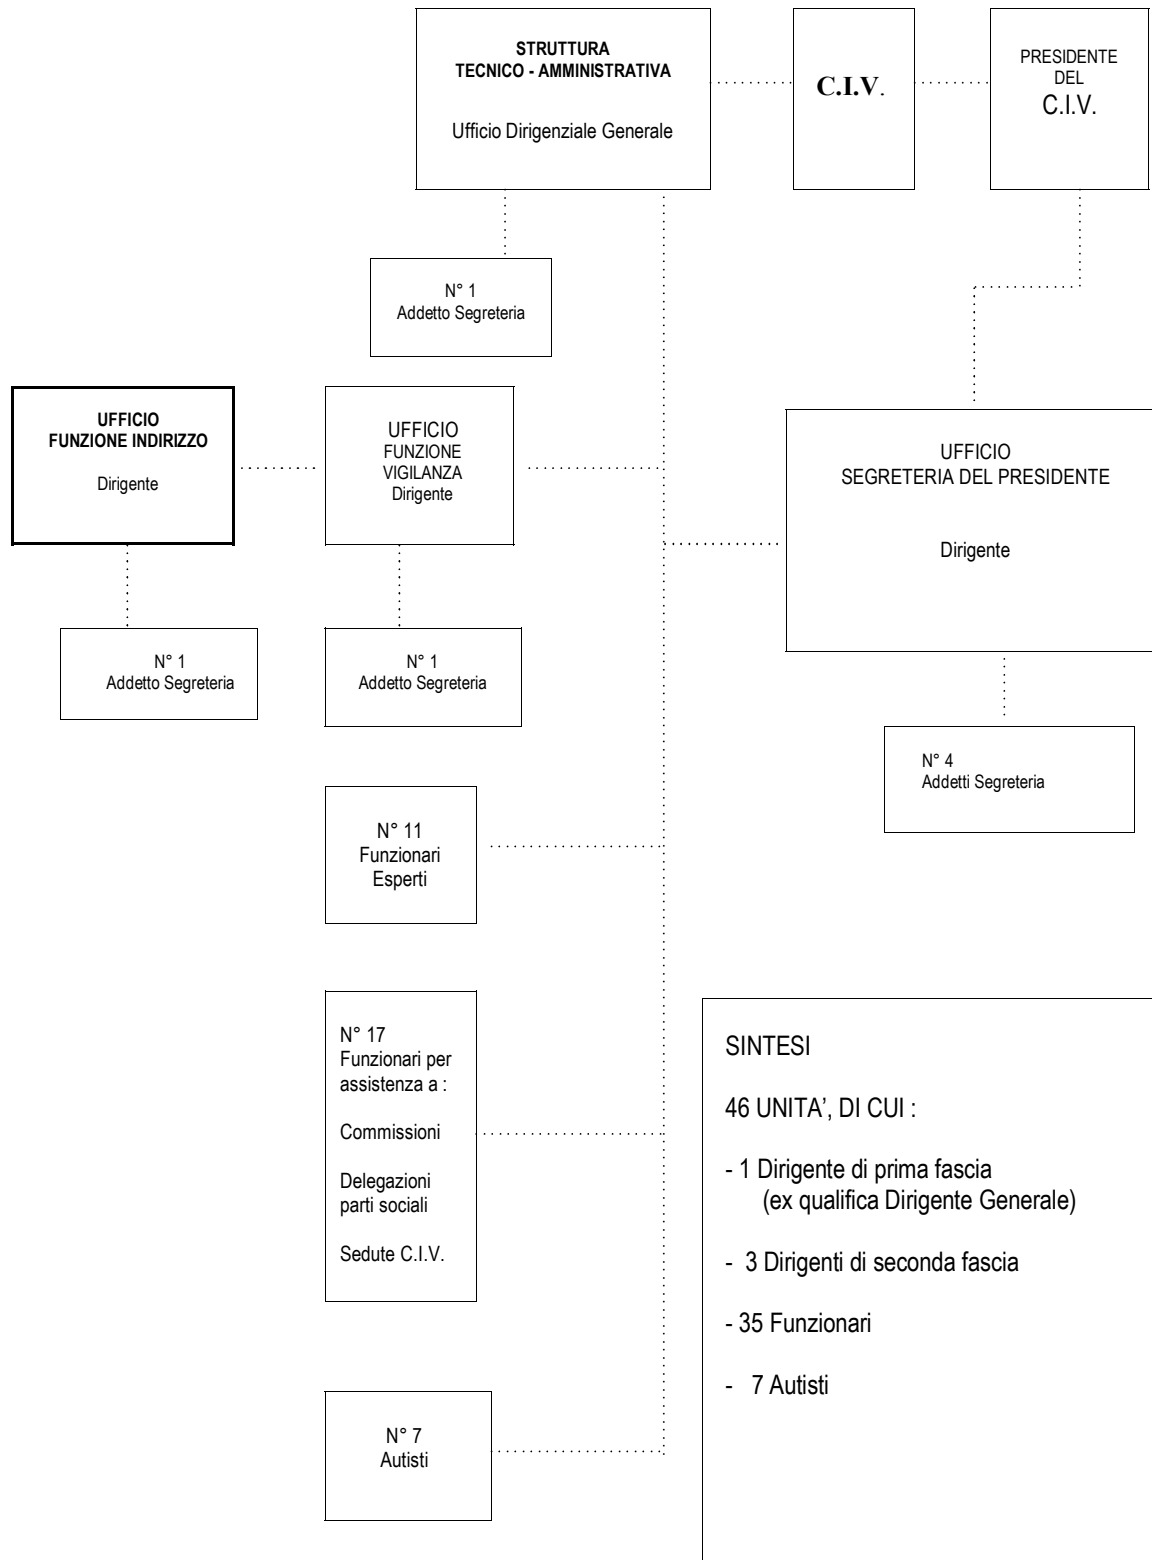 STRUTTURA
TECNICO - AMMINISTRATIVA
Ufficio Dirigenziale Generale
C.I.V.
PRESIDENTE
DEL
C.I.V.
N° 1
Addetto Segreteria
UFFICIO
FUNZIONE INDIRIZZO
Dirigente
UFFICIO
FUNZIONE
VIGILANZA
Dirigente
UFFICIO
SEGRETERIA DEL PRESIDENTE
Dirigente
N° 1
Addetto Segreteria
N° 1
Addetto Segreteria
N° 4
Addetti Segreteria
N° 11
Funzionari
Esperti
N° 17
Funzionari per
assistenza a :
Commissioni
Delegazioni
parti sociali
Sedute C.I.V.
SINTESI
46 UNITA’, DI CUI :
- 1 Dirigente di prima fascia
(ex qualifica Dirigente Generale)
- 3 Dirigenti di seconda fascia
- 35 Funzionari
- 7 Autisti
N° 7
Autisti